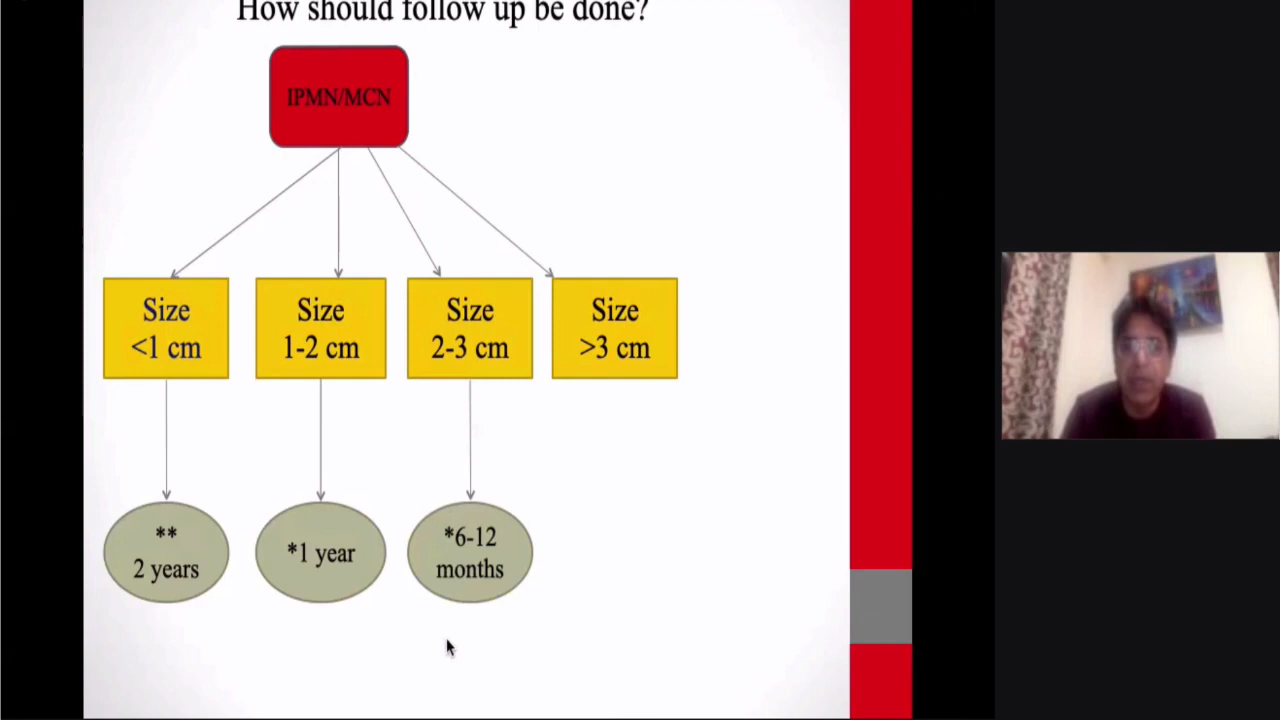 How should follow up be done?
IPMN/MCN
Size
<1 cm
Size
1-2 cm
Size
2-3 cm
Size
>3 cm
**
2 years
*1 year
*6-12
months